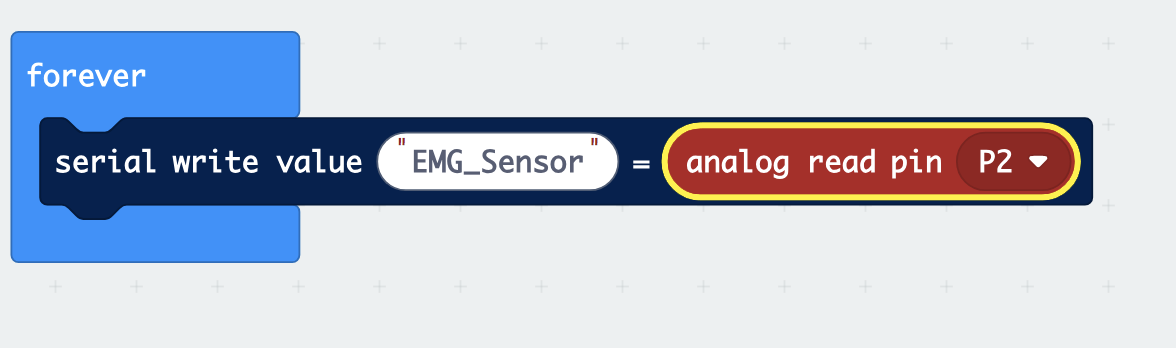 forever
serial write value "EMG_Sensor" = analog read pin P2